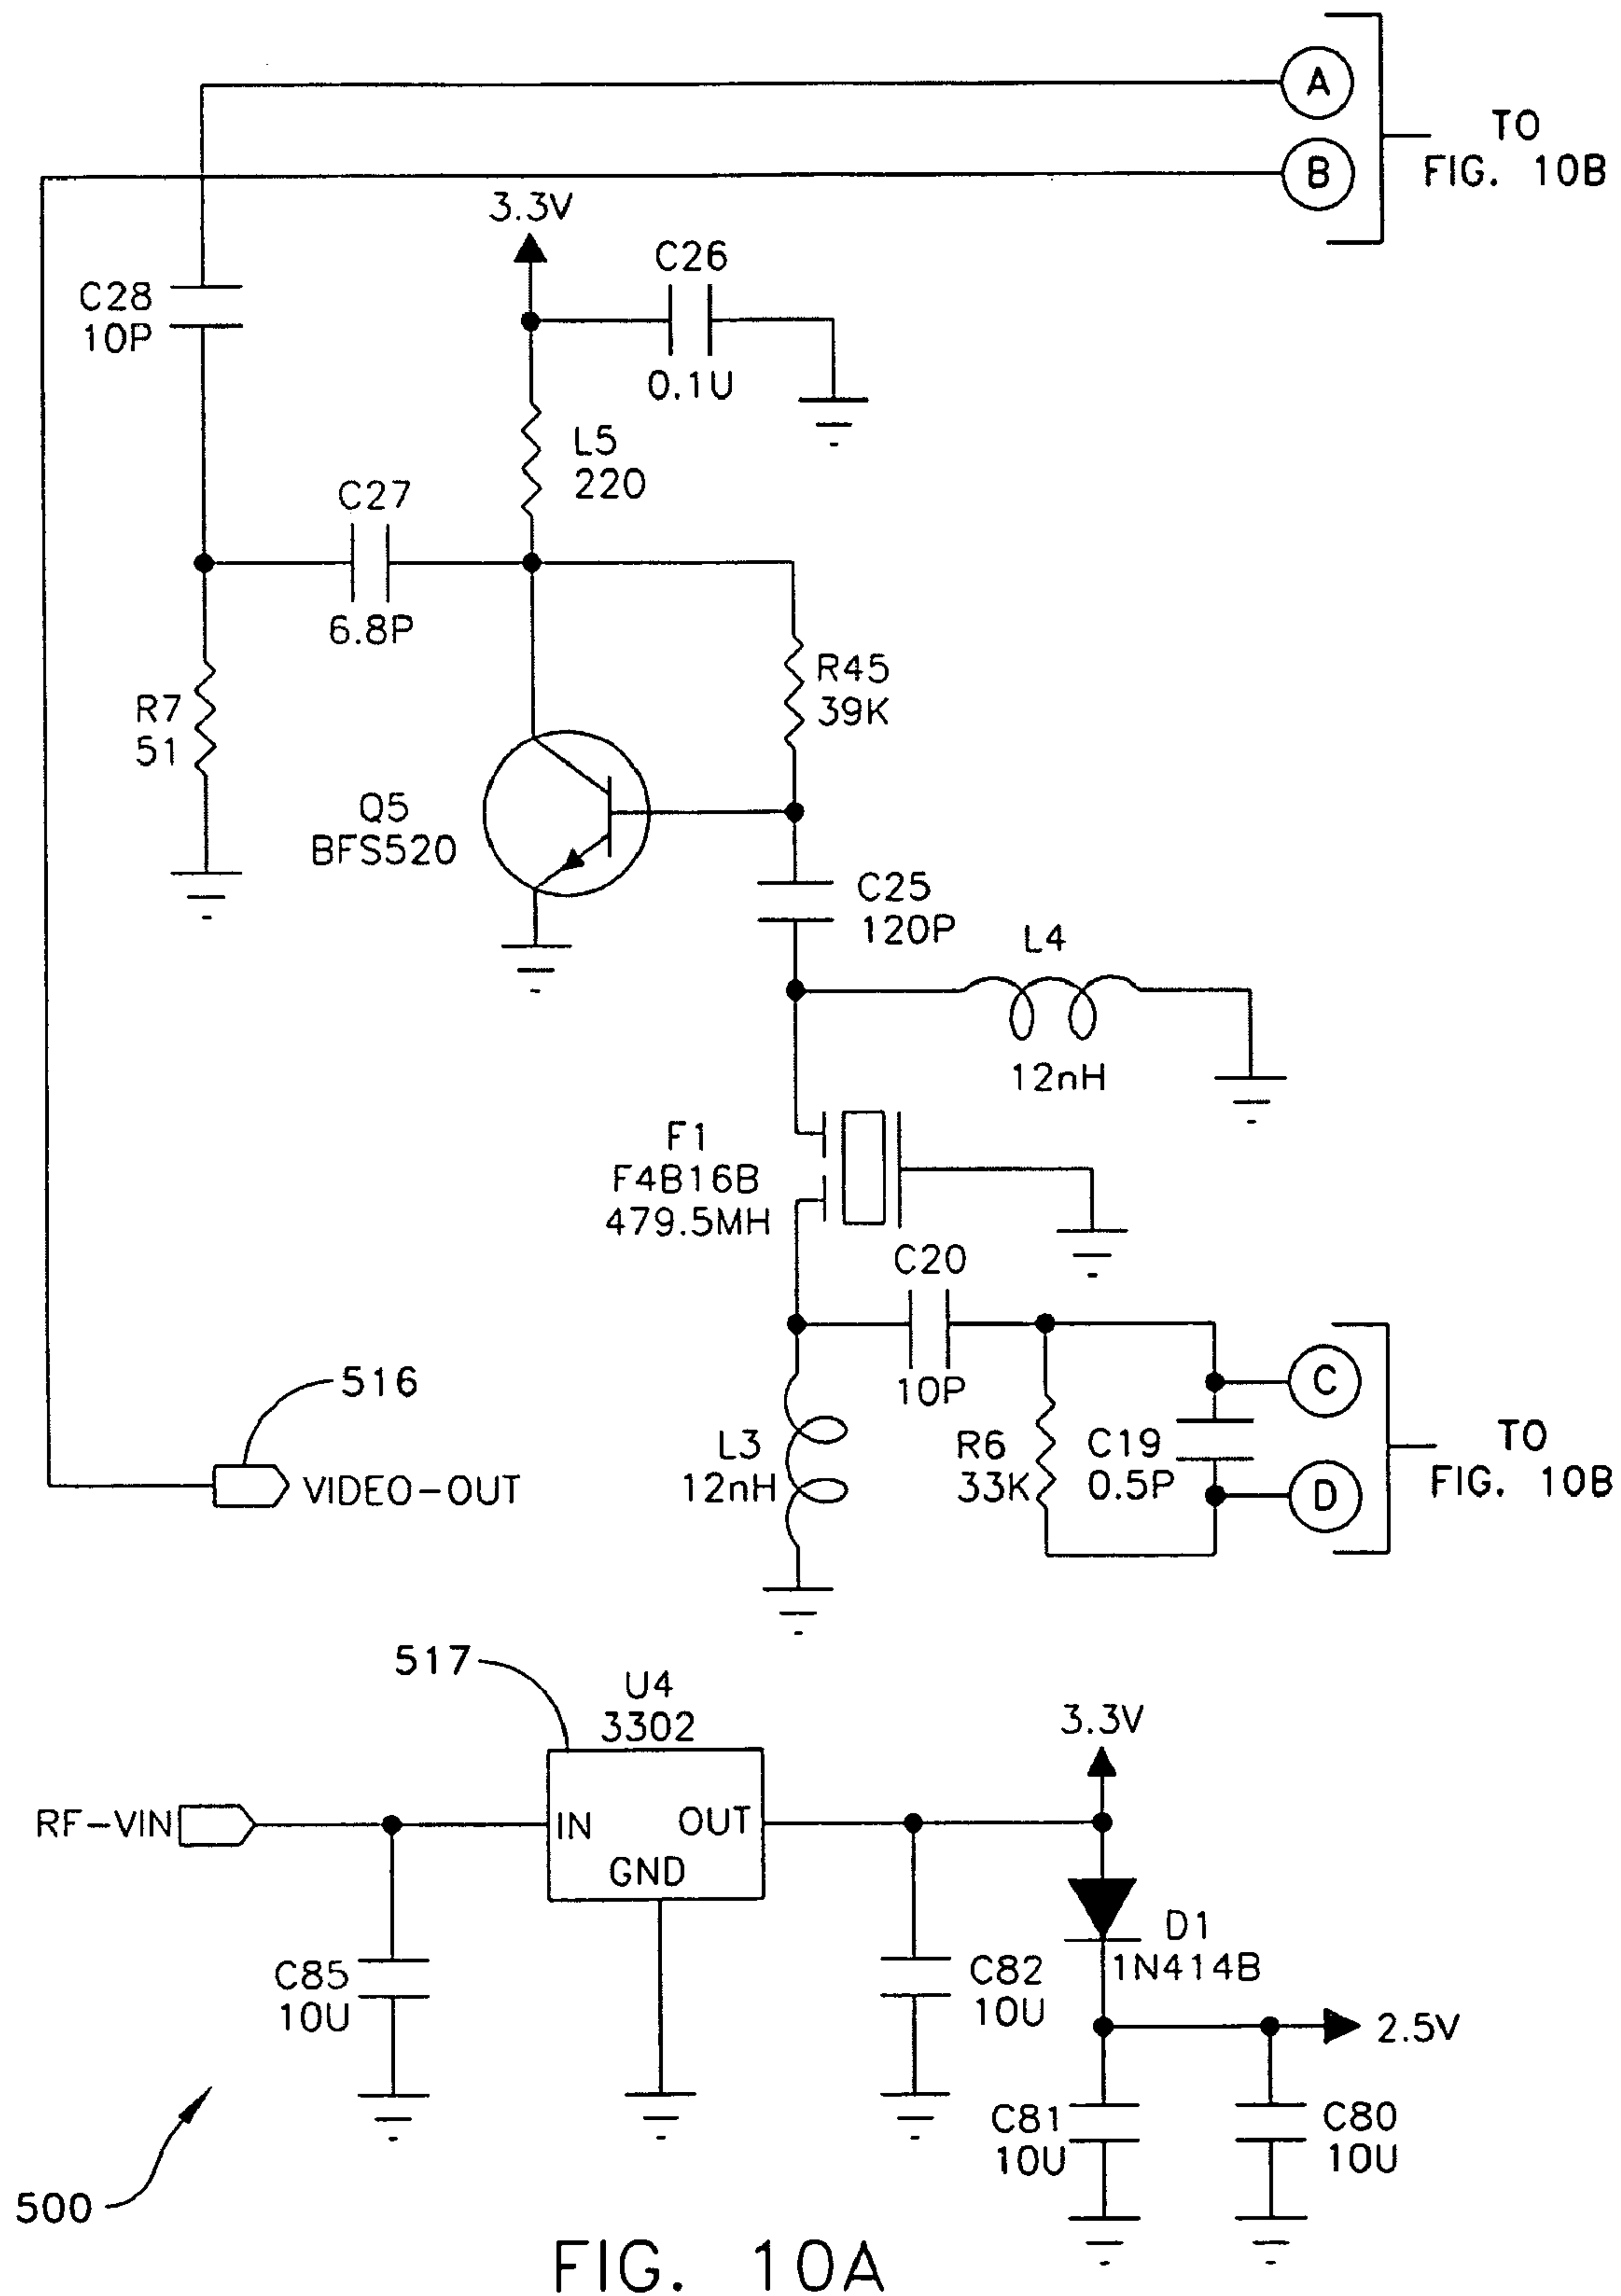 A
B
TO
FIG. 10B
3.3V
C26
0.1U
C28
10P
L5
220
C27
6.8P
R45
39K
R7
51
Q5
BFS520
C25
120P
L4
12nH
F1
F4B16B
479.5MH
C20
10P
516
VIDEO-OUT
L3
12nH
R6
33K
C19
0.5P
C
D
TO
FIG. 10B
517
U4
3302
3.3V
RF-VIN
IN
OUT
GND
D1
1N414B
C85
10U
C82
10U
2.5V
C81
10U
C80
10U
500
FIG. 10A